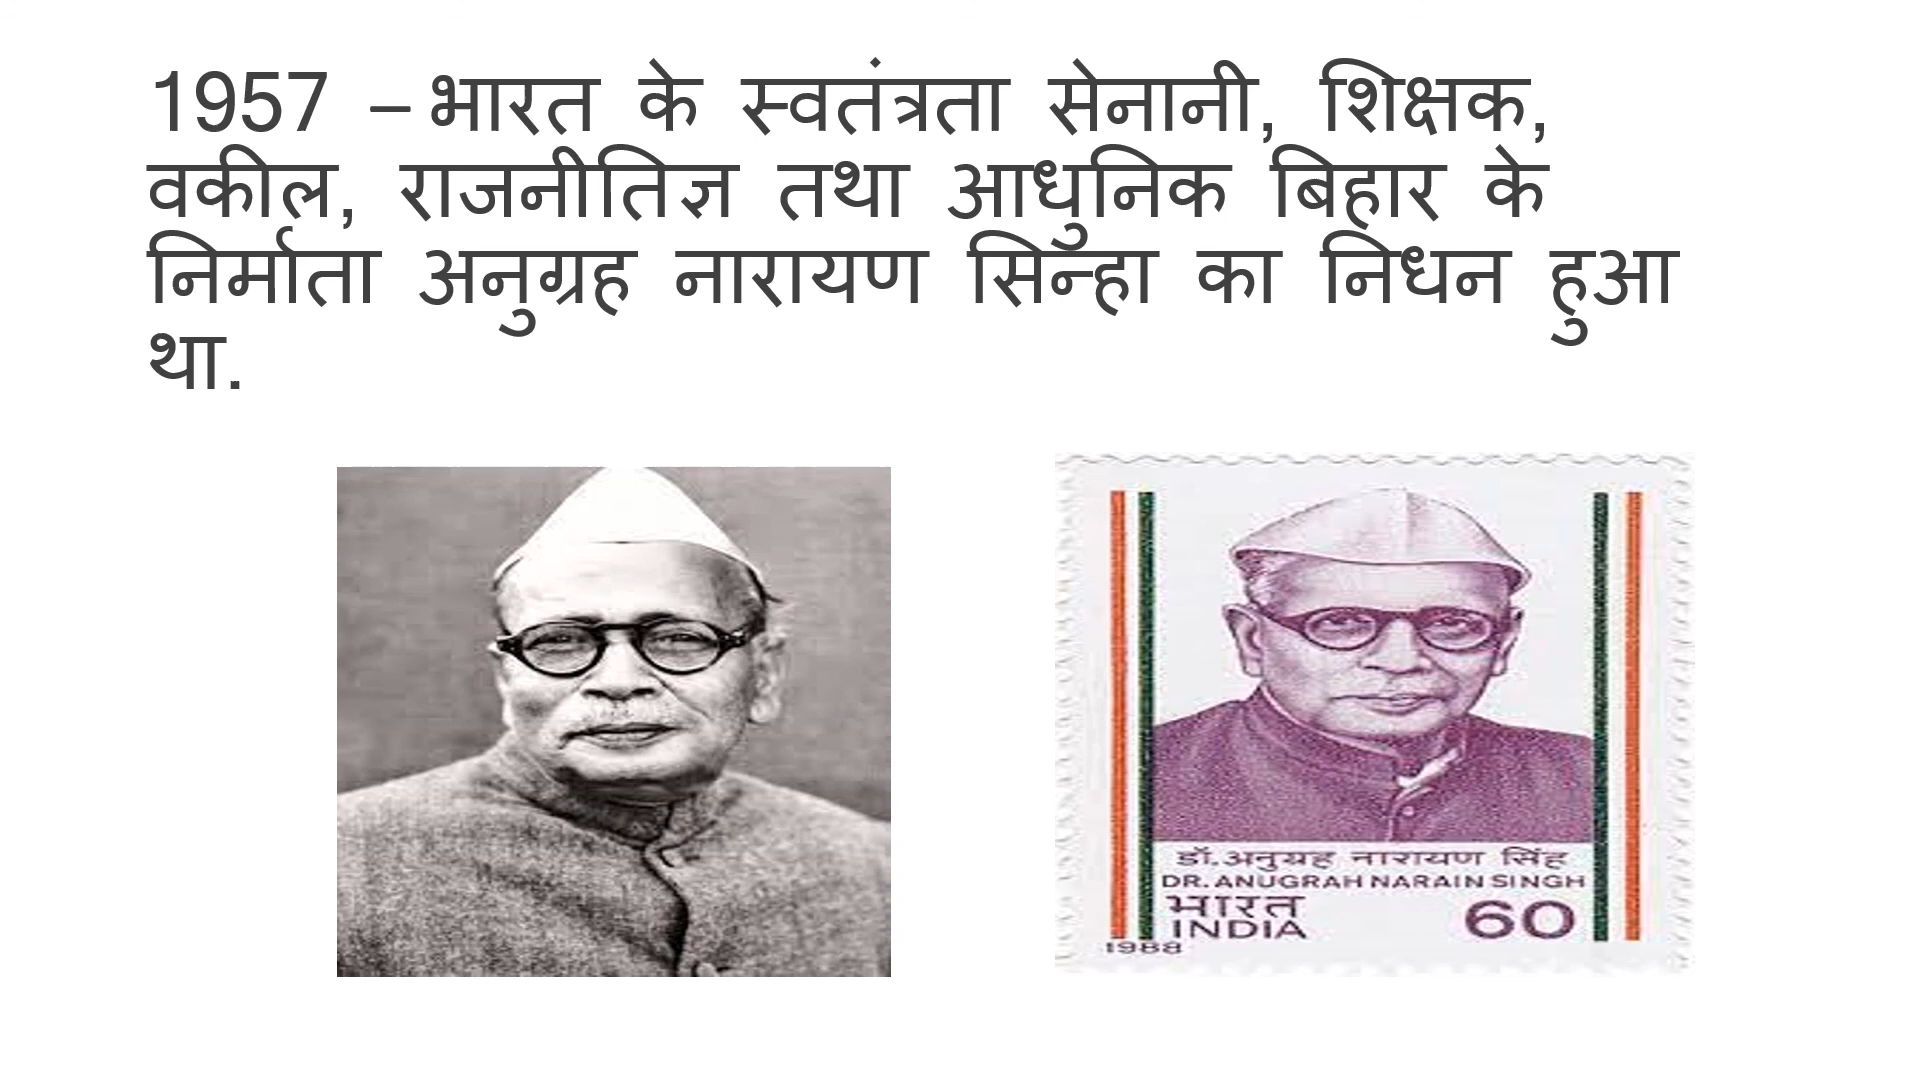 1957 – भारत के स्वतंत्रता सेनानी, शिक्षक,
वकील, राजनीतिज्ञ तथा आधुनिक बिहार के
निर्माता अनुग्रह नारायण सिन्हा का निधन हुआ
था.
डॉ. अनुग्रह नारायण सिंह
DR. ANUGRAH NARAIN SINGH
भारत
INDIA
60
1988